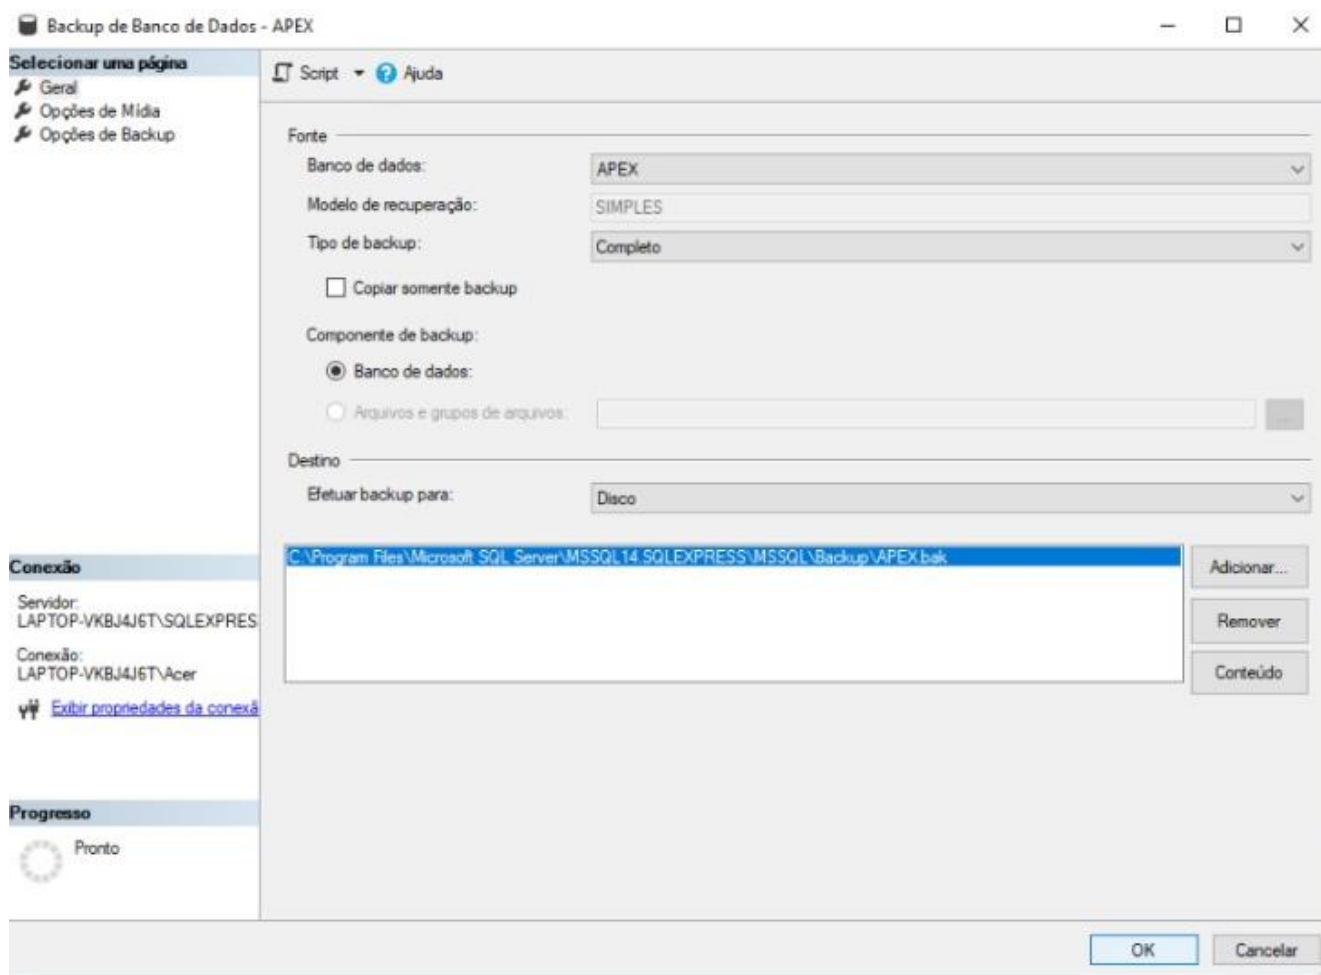 Backup de Banco de Dados - APEX
Selecionar uma página
Geral
Opções de Mídia
Opções de Backup
Script
Ajuda
Fonte
Banco de dados:
APEX
Modelo de recuperação:
SIMPLES
Tipo de backup:
Completo
Copiar somente backup
Componente de backup:
Banco de dados:
Arquivos e grupos de arquivos:
...
Destino
Efetuar backup para:
Disco
C:\Program Files\Microsoft SQL Server\MSSQL14.SQLEXPRESS\MSSQL\Backup\APEX.bak
Adicionar...
Remover
Conteúdo
Conexão
Servidor:
LAPTOP-VKBJ4J6T\SQLEXPRES
Conexão:
LAPTOP-VKBJ4J6T\Acer
Exibir propriedades da conexã
Progresso
Pronto
OK
Cancelar